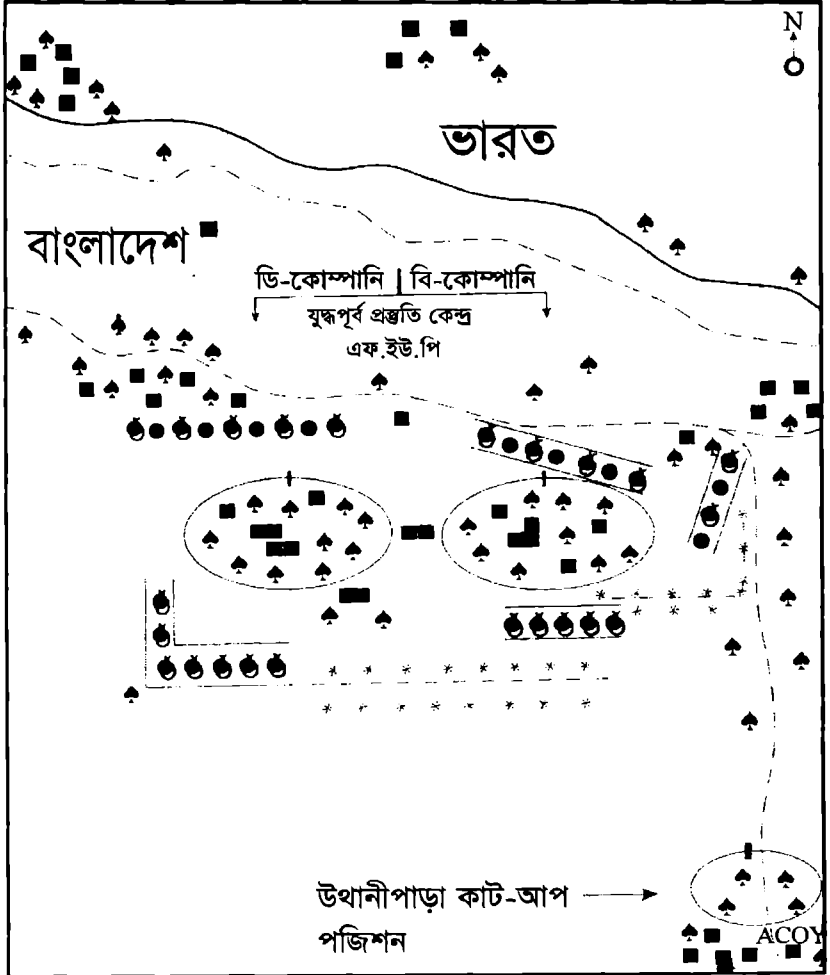 N
ভারত
বাংলাদেশ
ডি-কোম্পানি | বি-কোম্পানি
যুদ্ধপূর্ব প্রস্তুতি কেন্দ্র
এফ.ইউ.পি
উথানীপাড়া কাট-আপ
পজিশন
ACOY